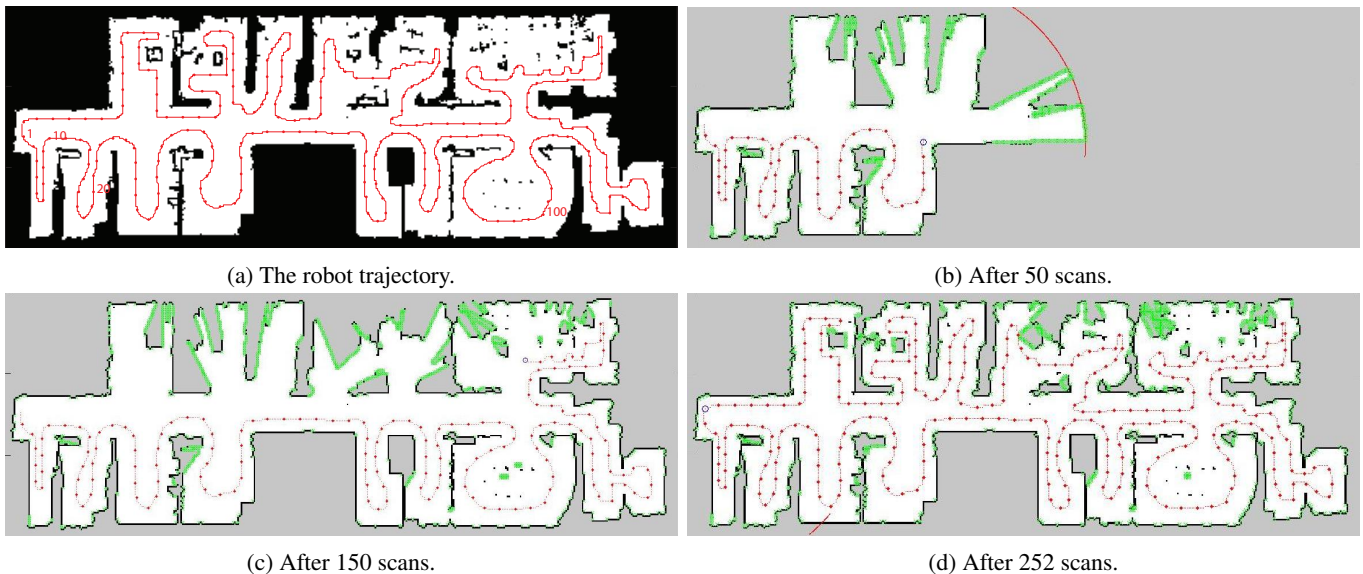 1
10
20
100
(a) The robot trajectory.
(b) After 50 scans.
(c) After 150 scans.
(d) After 252 scans.